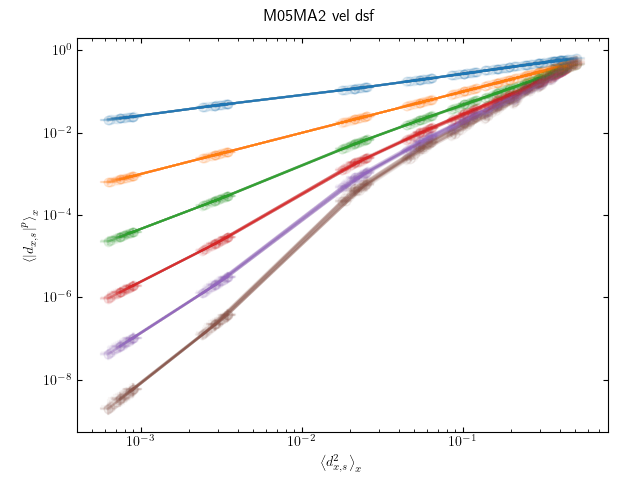 M05MA2 vel dsf
⟨|d_{x,s}|^p⟩_x
10^0
10^{-2}
10^{-4}
10^{-6}
10^{-8}
10^{-3}
10^{-2}
10^{-1}
⟨d^2_{x,s}⟩_x